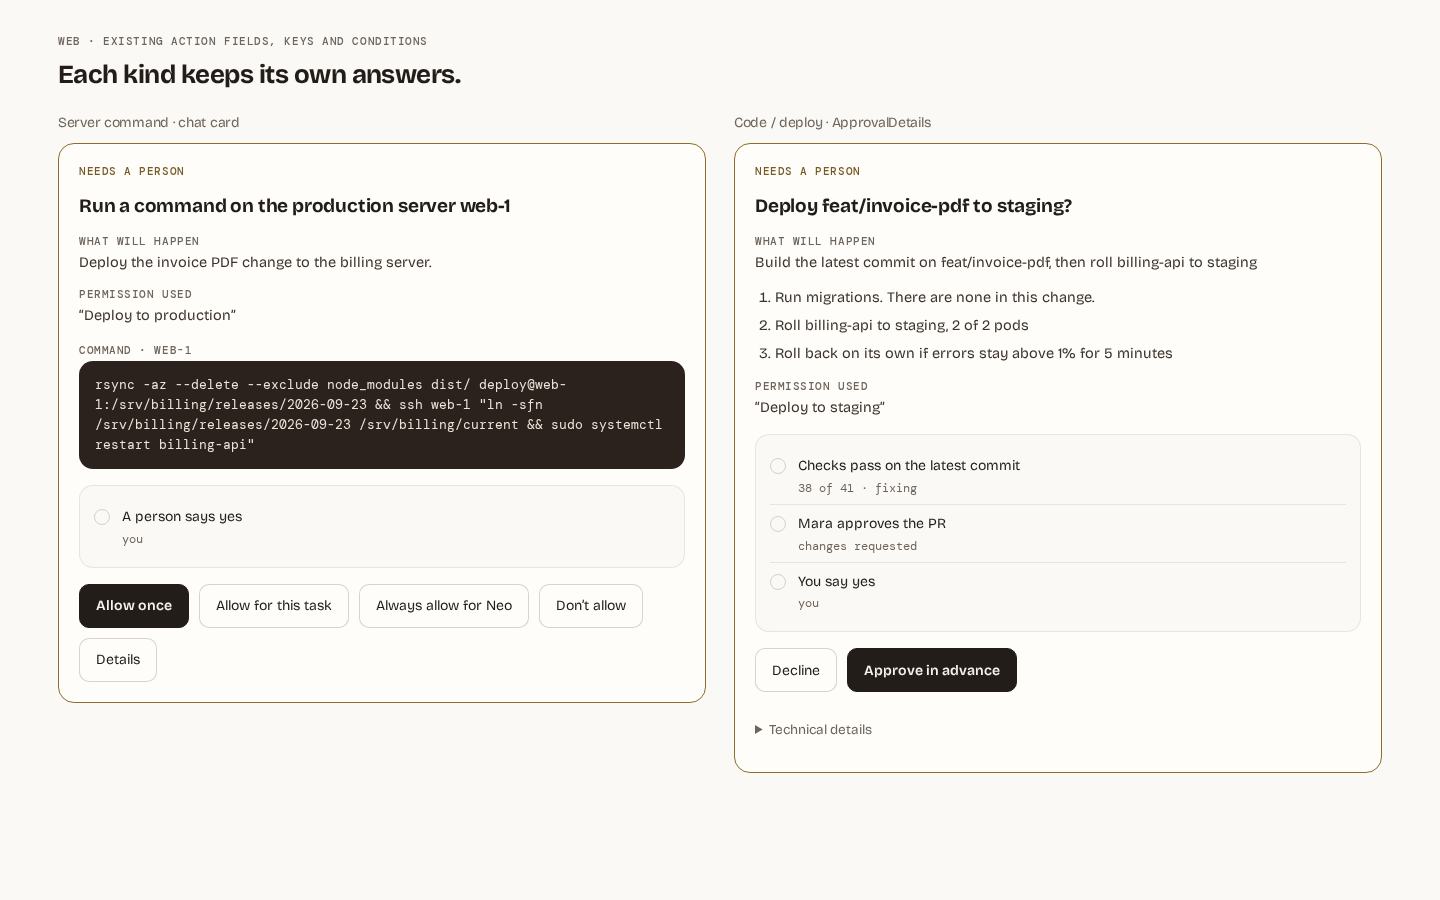 WEB · EXISTING ACTION FIELDS, KEYS AND CONDITIONS
Each kind keeps its own answers.
Server command · chat card
NEEDS A PERSON
Run a command on the production server web-1
WHAT WILL HAPPEN
Deploy the invoice PDF change to the billing server.
PERMISSION USED
“Deploy to production”
COMMAND · WEB-1
rsync -az --delete --exclude node_modules dist/ deploy@web-
1:/srv/billing/releases/2026-09-23 && ssh web-1 "ln -sfn
/srv/billing/releases/2026-09-23 /srv/billing/current && sudo systemctl
restart billing-api"
A person says yes
you
Allow once
Allow for this task
Always allow for Neo
Don’t allow
Details
Code / deploy · ApprovalDetails
NEEDS A PERSON
Deploy feat/invoice-pdf to staging?
WHAT WILL HAPPEN
Build the latest commit on feat/invoice-pdf, then roll billing-api to staging
1. Run migrations. There are none in this change.
2. Roll billing-api to staging, 2 of 2 pods
3. Roll back on its own if errors stay above 1% for 5 minutes
PERMISSION USED
“Deploy to staging”
Checks pass on the latest commit
38 of 41 · fixing
Mara approves the PR
changes requested
You say yes
you
Decline
Approve in advance
Technical details